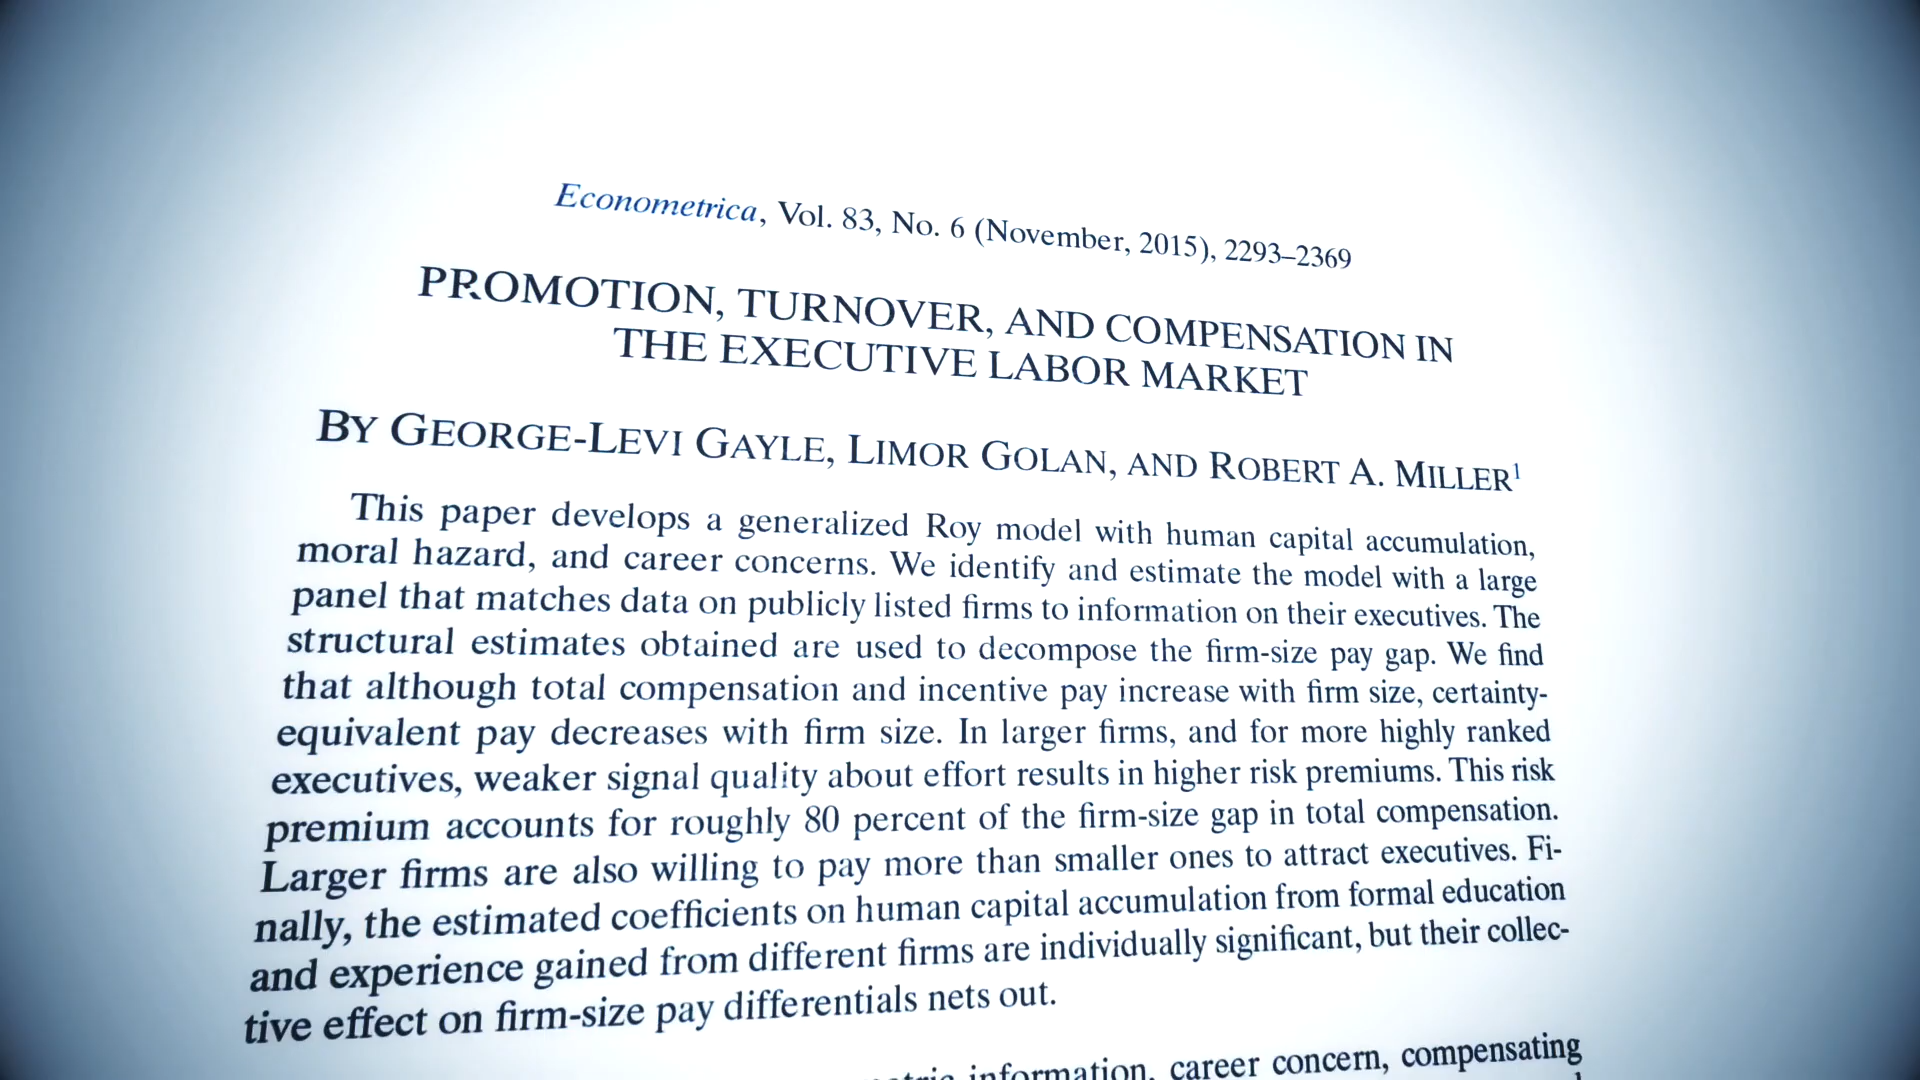 Econometrica, Vol. 83, No. 6 (November, 2015), 2293–2369
PROMOTION, TURNOVER, AND COMPENSATION IN
THE EXECUTIVE LABOR MARKET
BY GEORGE-LEVI GAYLE, LIMOR GOLAN, AND ROBERT A. MILLER¹
This paper develops a generalized Roy model with human capital accumulation,
moral hazard, and career concerns. We identify and estimate the model with a large
panel that matches data on publicly listed firms to information on their executives. The
structural estimates obtained are used to decompose the firm-size pay gap. We find
that although total compensation and incentive pay increase with firm size, certainty-
equivalent pay decreases with firm size. In larger firms, and for more highly ranked
executives, weaker signal quality about effort results in higher risk premiums. This risk
premium accounts for roughly 80 percent of the firm-size gap in total compensation.
Larger firms are also willing to pay more than smaller ones to attract executives. Fi-
nally, the estimated coefficients on human capital accumulation from formal education
and experience gained from different firms are individually significant, but their collec-
tive effect on firm-size pay differentials nets out.
information, career concern, compensating